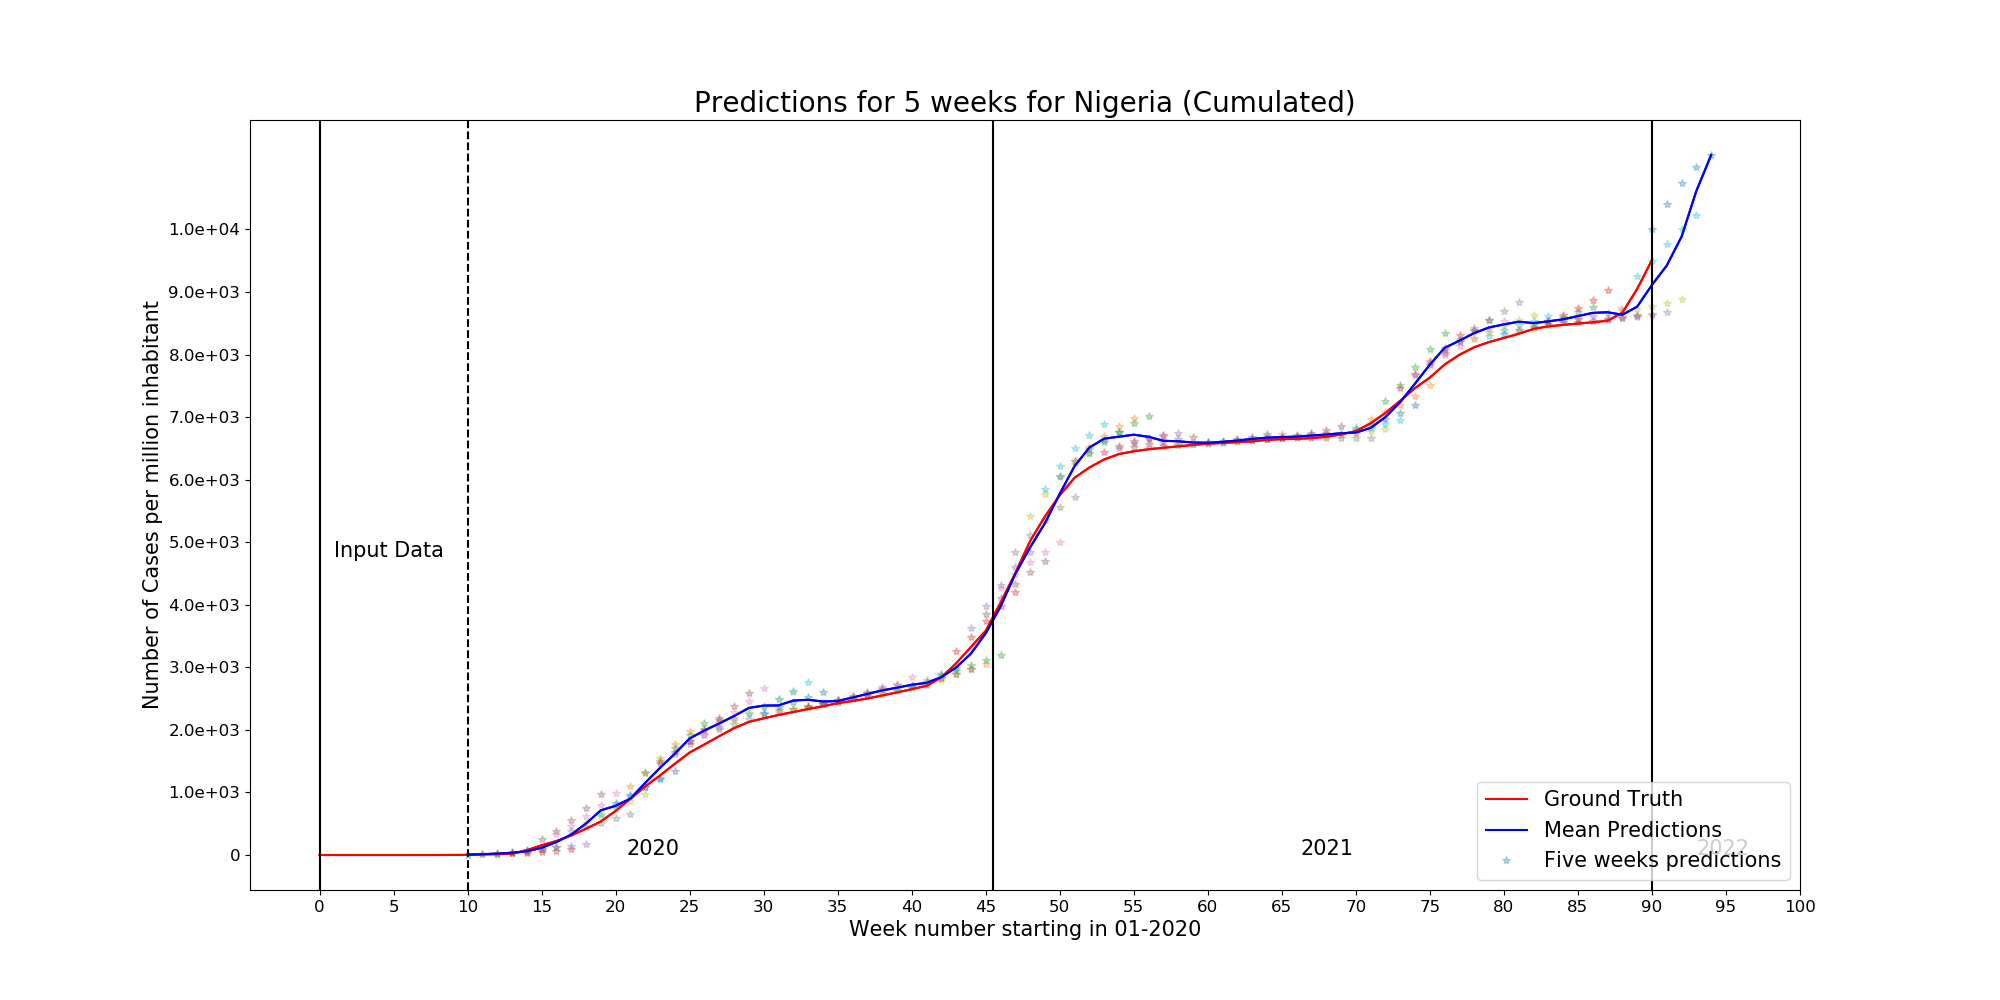 Predictions for 5 weeks for Nigeria (Cumulated)
Number of Cases per million inhabitant
1.0e+04
9.0e+03
8.0e+03
7.0e+03
6.0e+03
5.0e+03
4.0e+03
3.0e+03
2.0e+03
1.0e+03
0
Input Data
2020
2021
2022
Ground Truth
Mean Predictions
Five weeks predictions
0 5 10 15 20 25 30 35 40 45 50 55 60 65 70 75 80 85 90 95 100
Week number starting in 01-2020